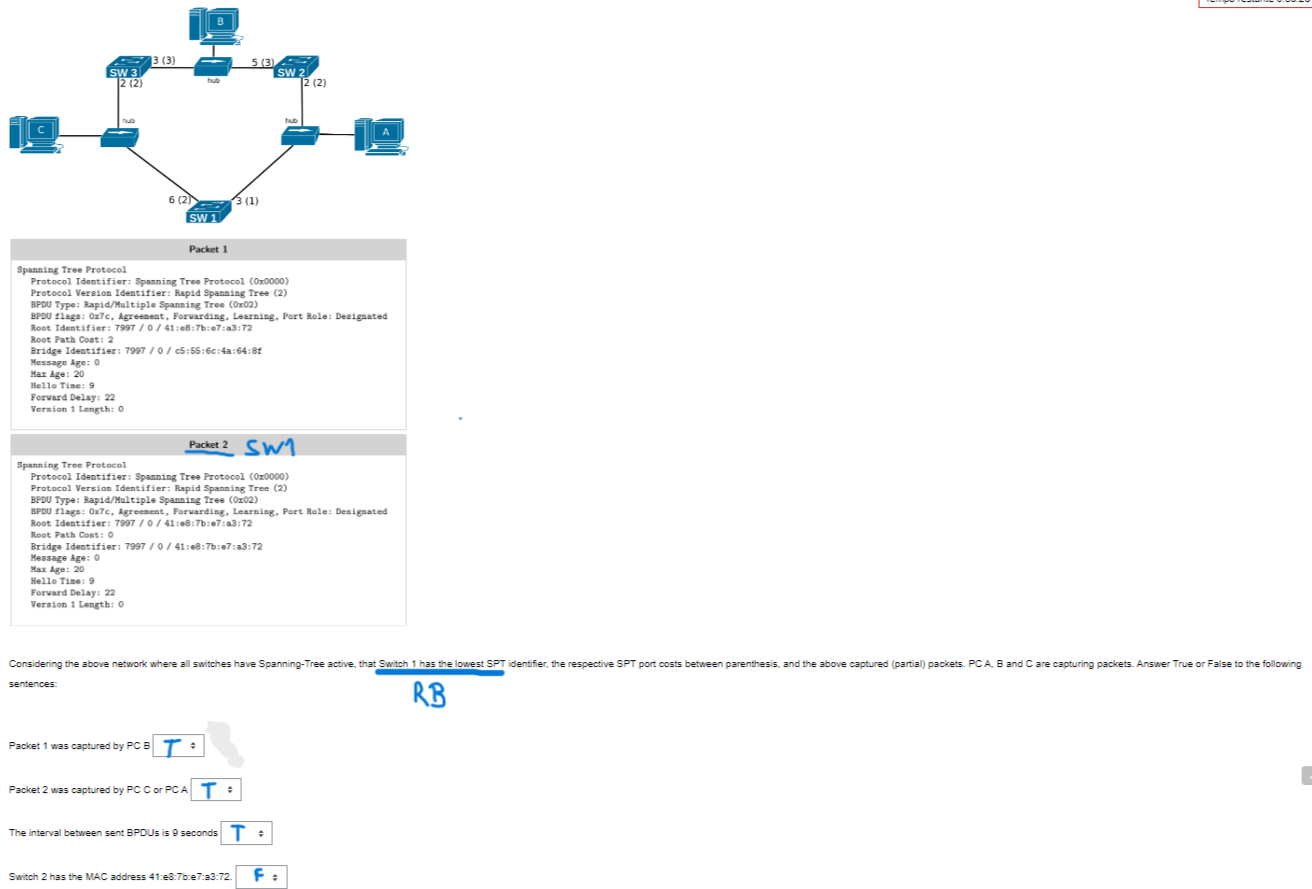 B
3 (3)
5 (3)
SW 3
hub
SW 2
2 (2)
2 (2)
hub
hub
C
A
6 (2)
3 (1)
SW 1
Packet 1
Spanning Tree Protocol
Protocol Identifier: Spanning Tree Protocol (0x0000)
Protocol Version Identifier: Rapid Spanning Tree (2)
BPDU Type: Rapid/Multiple Spanning Tree (0x02)
BPDU flags: 0x7c, Agreement, Forwarding, Learning, Port Role: Designated
Root Identifier: 7997 / 0 / 41:e8:7b:e7:a3:72
Root Path Cost: 2
Bridge Identifier: 7997 / 0 / c5:55:6c:4a:64:8f
Message Age: 0
Max Age: 20
Hello Time: 9
Forward Delay: 22
Version 1 Length: 0
Packet 2 SW1
Spanning Tree Protocol
Protocol Identifier: Spanning Tree Protocol (0x0000)
Protocol Version Identifier: Rapid Spanning Tree (2)
BPDU Type: Rapid/Multiple Spanning Tree (0x02)
BPDU flags: 0x7c, Agreement, Forwarding, Learning, Port Role: Designated
Root Identifier: 7997 / 0 / 41:e8:7b:e7:a3:72
Root Path Cost: 0
Bridge Identifier: 7997 / 0 / 41:e8:7b:e7:a3:72
Message Age: 0
Max Age: 20
Hello Time: 9
Forward Delay: 22
Version 1 Length: 0
Considering the above network where all switches have Spanning-Tree active, that Switch 1 has the lowest SPT identifier, the respective SPT port costs between parenthesis, and the above captured (partial) packets. PC A, B and C are capturing packets. Answer True or False to the following
sentences:
RB
Packet 1 was captured by PC B T
Packet 2 was captured by PC C or PC A T
The interval between sent BPDUs is 9 seconds T
Switch 2 has the MAC address 41:e8:7b:e7:a3:72. F